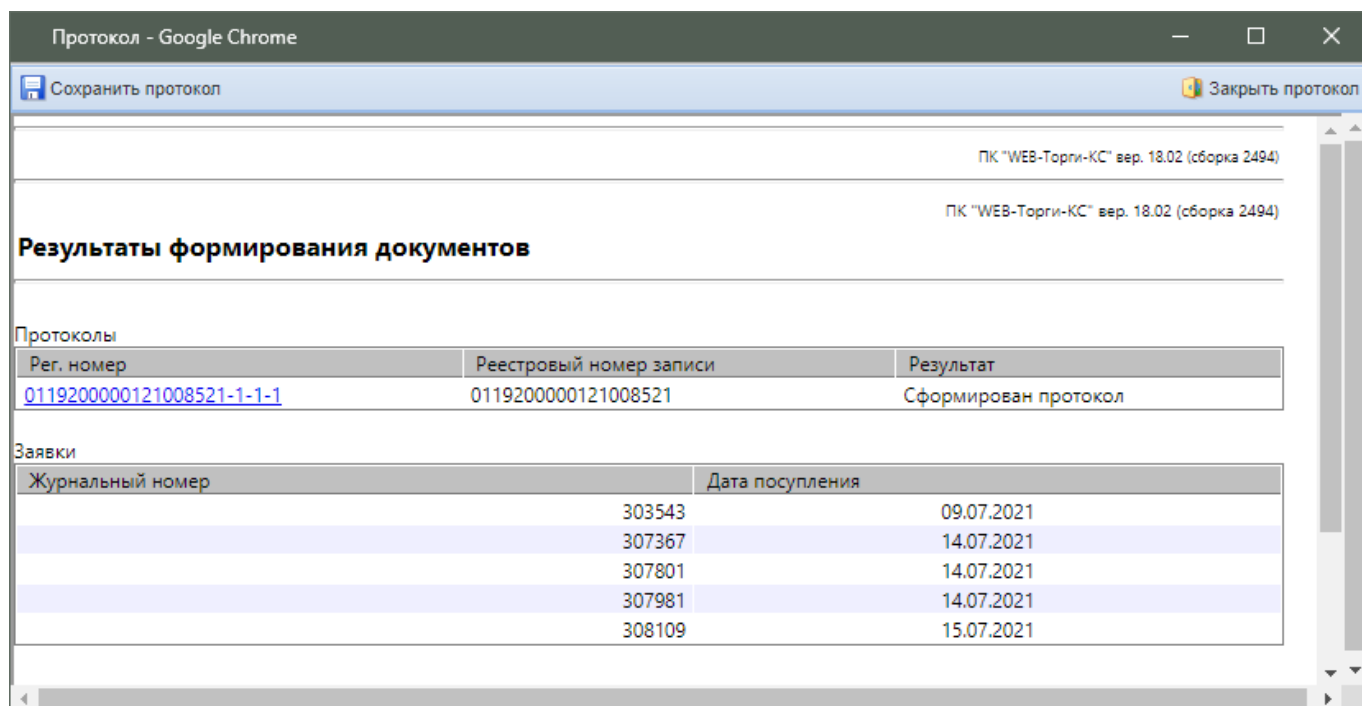 Протокол - Google Chrome
Сохранить протокол Закрыть протокол
ПК "WEB-Торги-КС" вер. 18.02 (сборка 2494)
ПК "WEB-Торги-КС" вер. 18.02 (сборка 2494)
Результаты формирования документов
Протоколы
Рег. номер Реестровый номер записи Результат
0119200000121008521-1-1-1 0119200000121008521 Сформирован протокол
Заявки
Журнальный номер Дата посупления
303543 09.07.2021
307367 14.07.2021
307801 14.07.2021
307981 14.07.2021
308109 15.07.2021